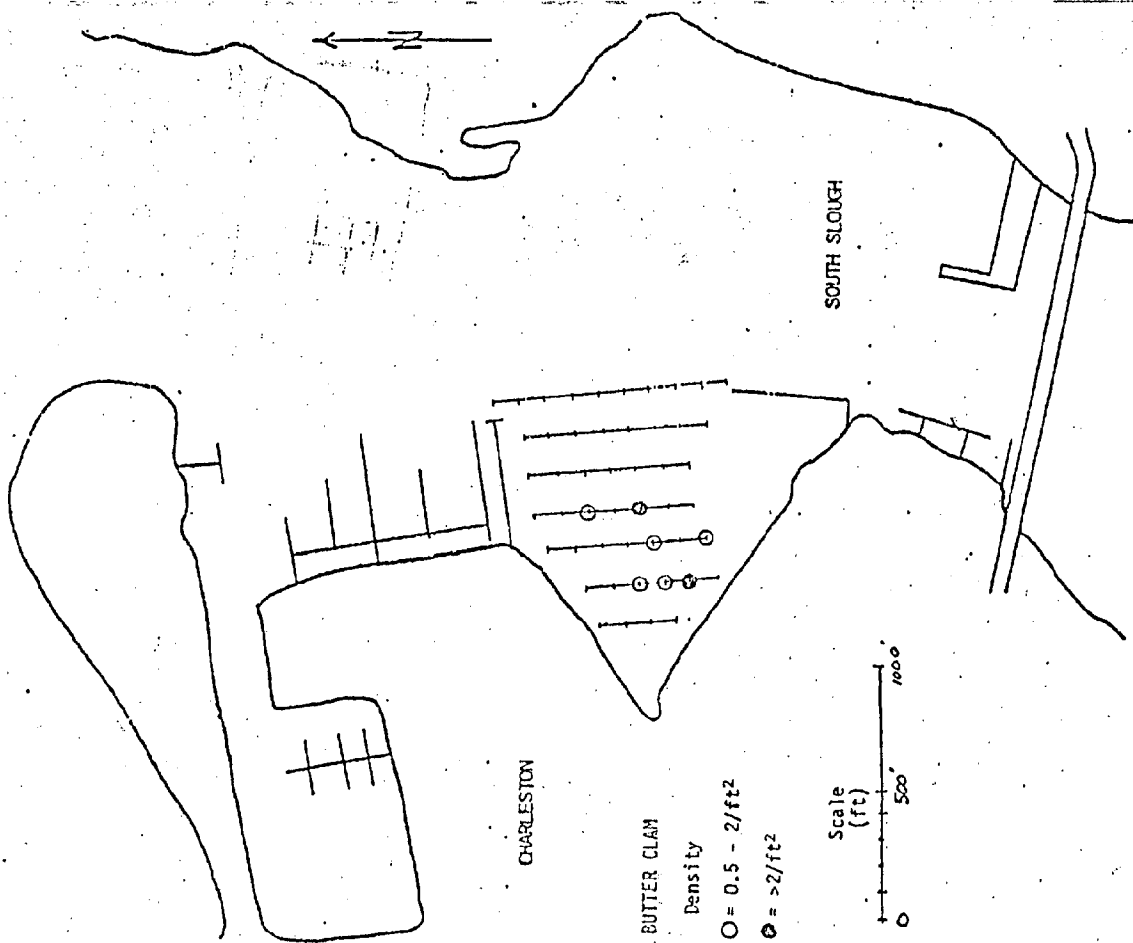 N
SOUTH SLOUGH
CHARLESTON
BUTTER CLAM
Density
O = 0.5 - 2/ft²
= >2/ft²
Scale
(ft)
0 500' 1000'